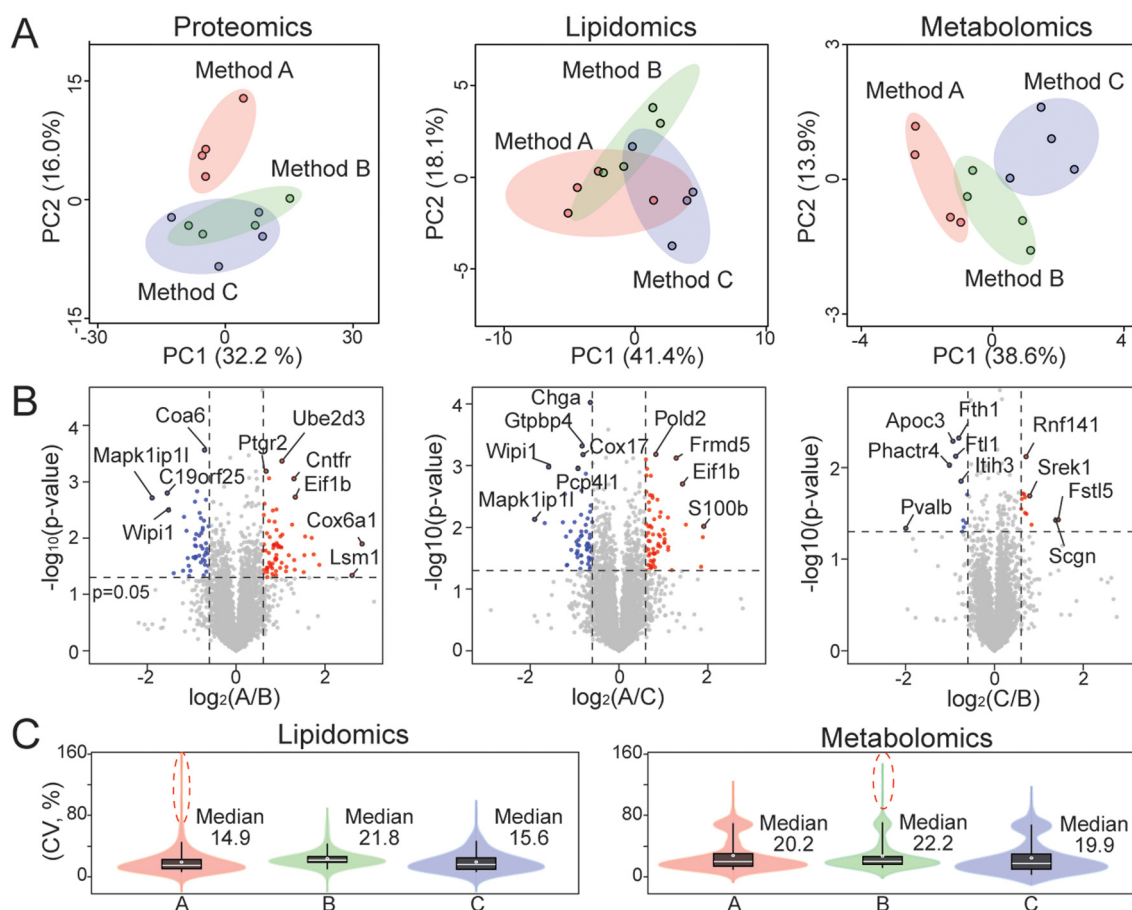 A
Proteomics
Lipidomics
Metabolomics
PC2 (16.0%)
15
0
-15
Method A
Method B
Method C
-30
0
30
PC1 (32.2 %)
PC2 (18.1%)
5
0
-5
Method B
Method A
Method C
-10
0
10
PC1 (41.4%)
PC2 (13.9%)
3
0
-3
Method A
Method C
Method B
-4
0
4
PC1 (38.6%)
B
-log10(p-value)
4
3
2
1
0
Coa6
Ube2d3
Ptgr2
Mapk1ip1l
Cntfr
C19orf25
Eif1b
Wipi1
Cox6a1
Lsm1
p=0.05
-2
0
2
log2(A/B)
-log10(p-value)
4
3
2
1
0
Chga
Gtpbp4
Pold2
Wipi1
Cox17
Frmd5
Pcp4l1
Eif1b
Mapk1ip1l
S100b
-2
0
2
log2(A/C)
-log10(p-value)
2
1
0
Apoc3
Fth1
Rnf141
Phactr4
Ftl1
Itih3
Srek1
Pvalb
Fstl5
Scgn
-2
0
2
log2(C/B)
C
Lipidomics
(CV, %)
160
80
0
Median
14.9
Median
21.8
Median
15.6
A
B
C
Metabolomics
160
80
0
Median
20.2
Median
22.2
Median
19.9
A
B
C